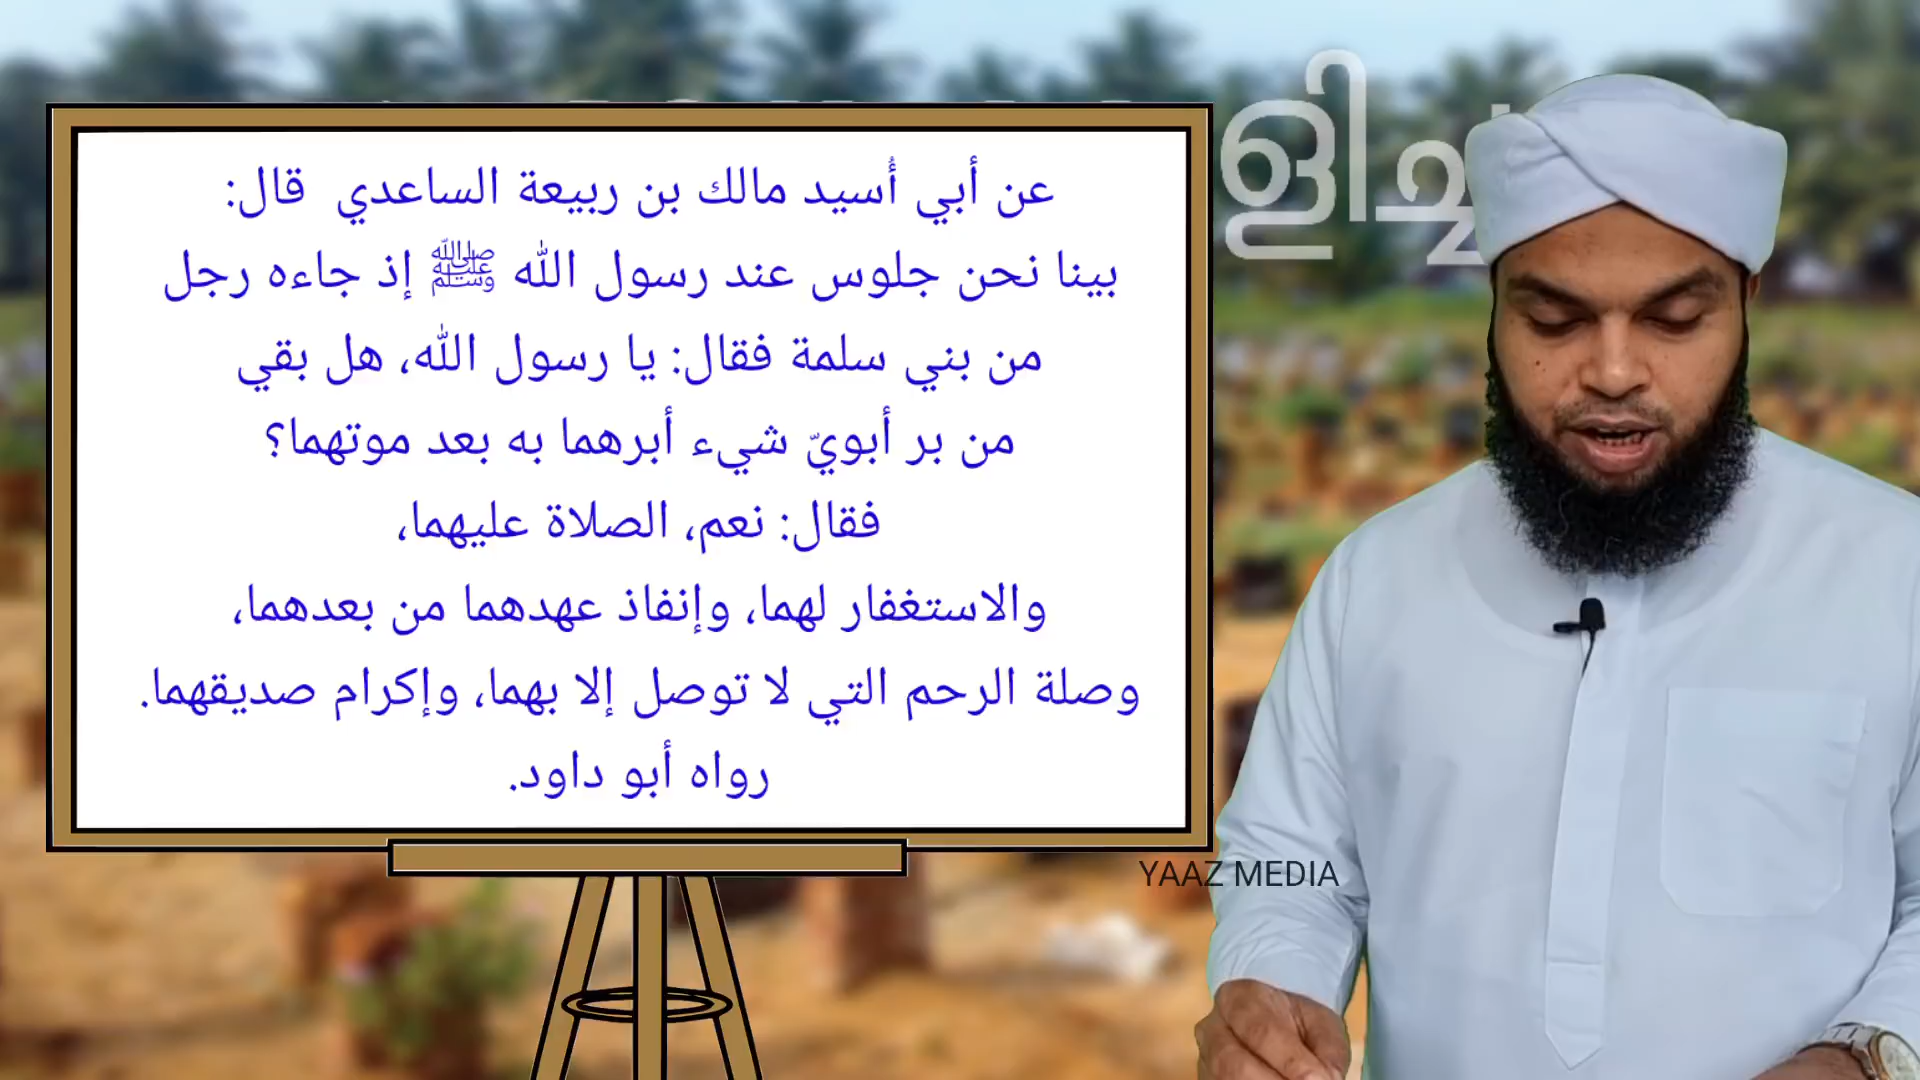 عن أبي أُسيد مالك بن ربيعة الساعدي قال:
بينا نحن جلوس عند رسول الله ﷺ إذ جاءه رجل
من بني سلمة فقال: يا رسول الله، هل بقي
من بر أبويّ شيء أبرهما به بعد موتهما؟
فقال: نعم، الصلاة عليهما،
والاستغفار لهما، وإنفاذ عهدهما من بعدهما،
وصلة الرحم التي لا توصل إلا بهما، وإكرام صديقهما.
رواه أبو داود.
YAAZ MEDIA